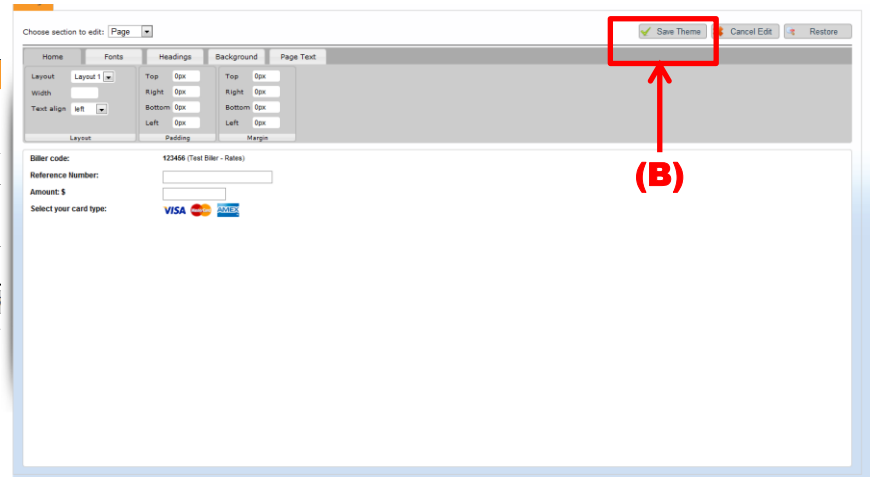 Choose section to edit: Page
Save Theme Cancel Edit Restore
Home Fonts Headings Background Page Text
Layout Layout 1 Top 0px Top 0px
Width Right 0px Right 0px
Text align left Bottom 0px Bottom 0px
Left 0px Left 0px
Layout Padding Margin
Biller code: 123456 (Test Biller - Rates)
Reference Number:
Amount: $
Select your card type: VISA MasterCard AMEX
(B)